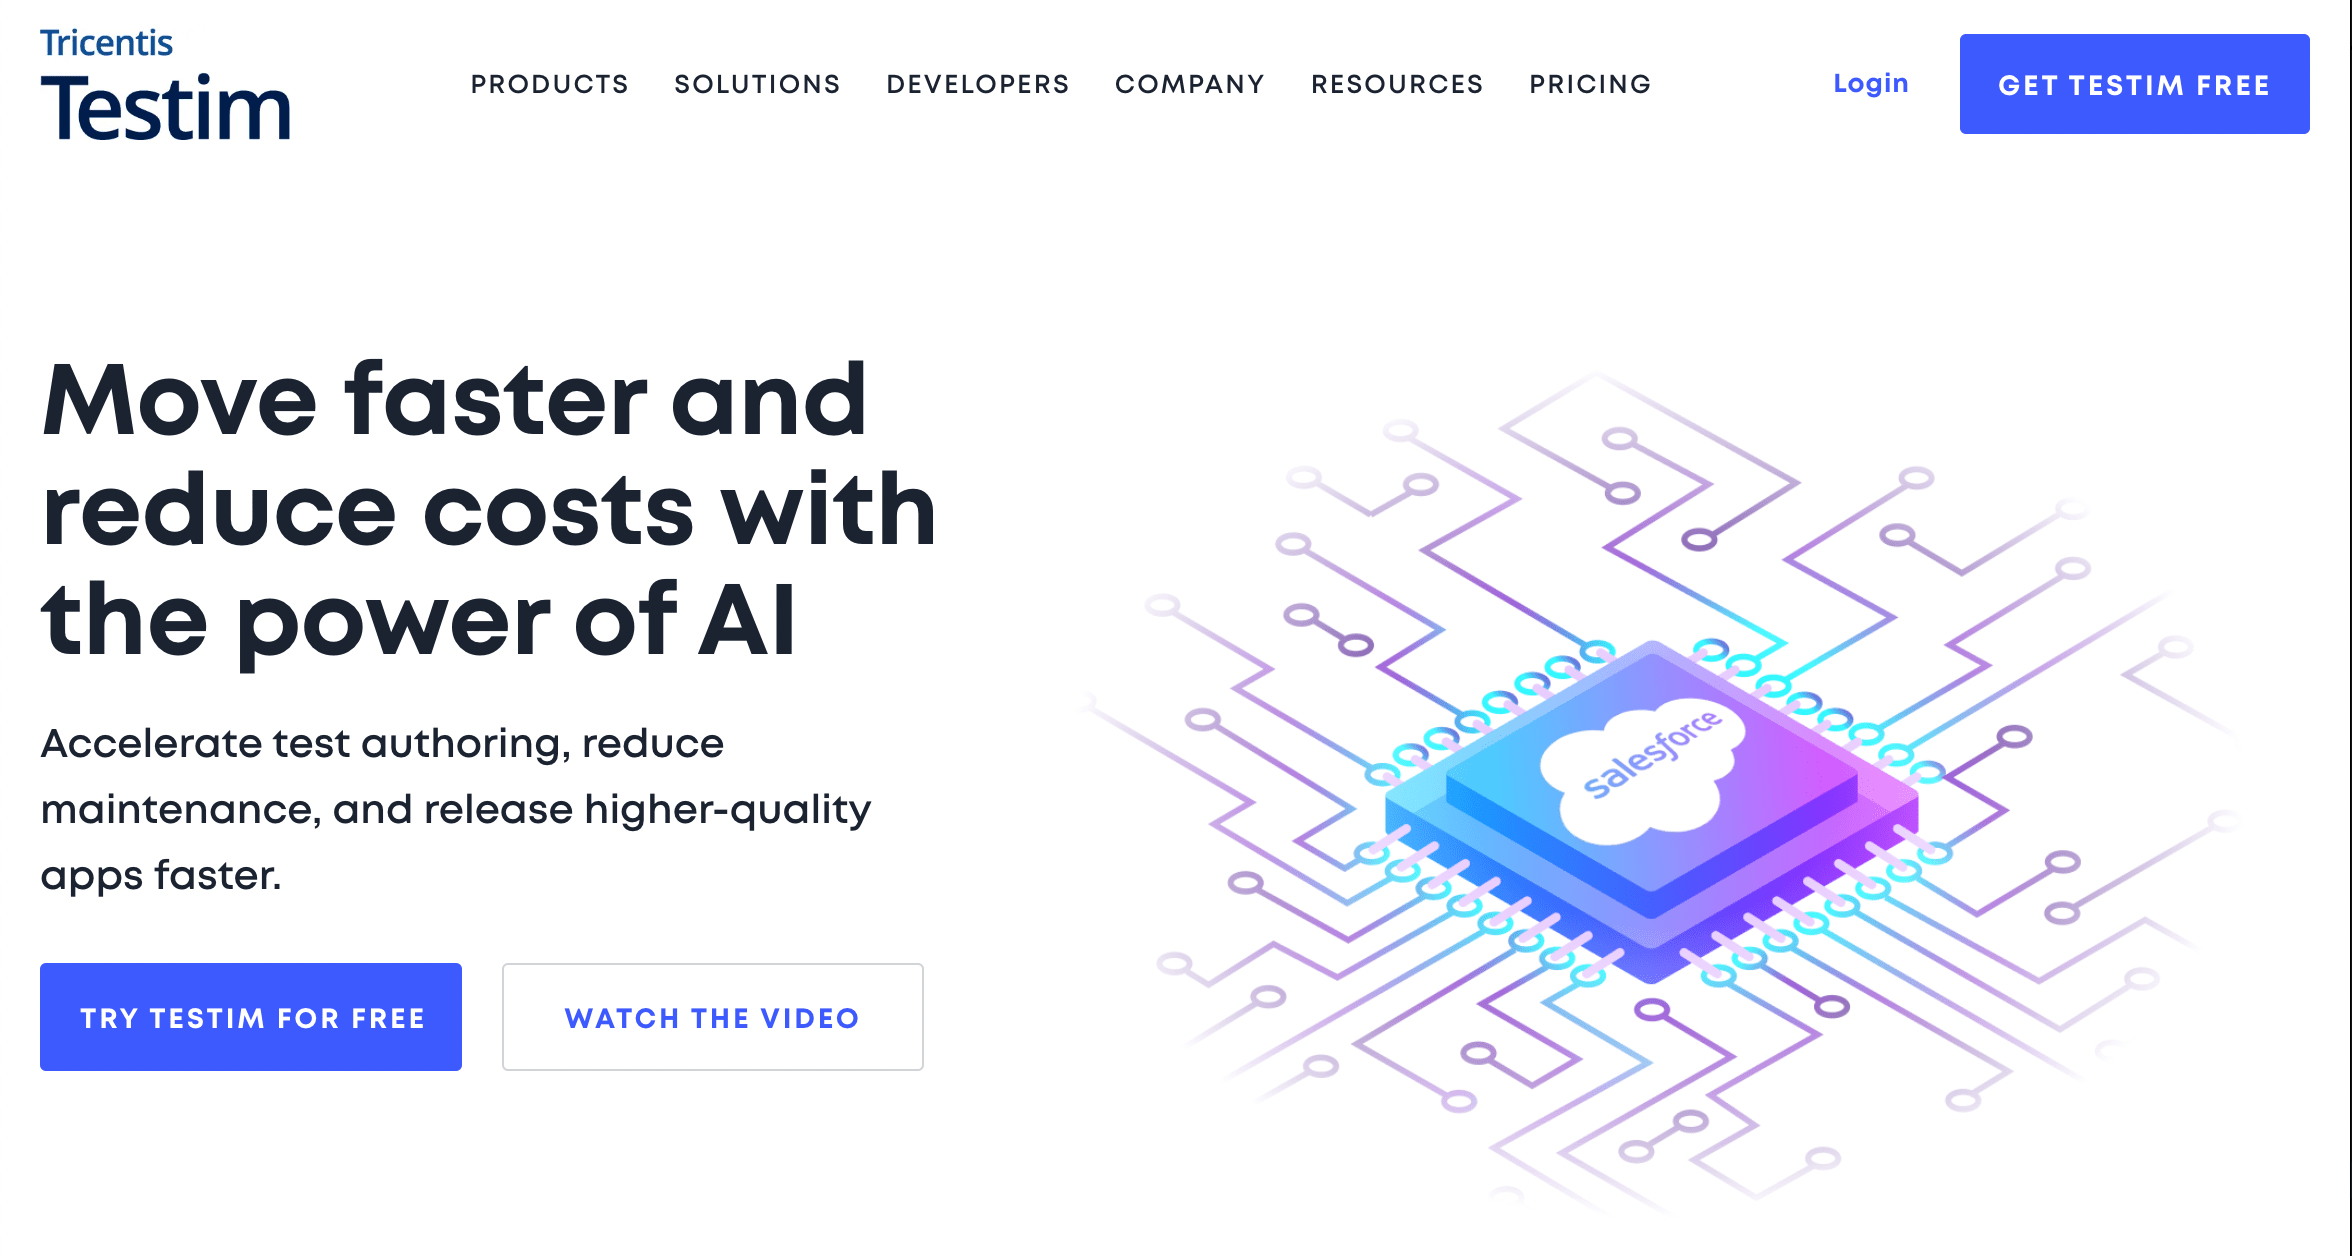 Tricentis
Testim
PRODUCTS SOLUTIONS DEVELOPERS COMPANY RESOURCES PRICING Login GET TESTIM FREE
Move faster and
reduce costs with
the power of AI
Accelerate test authoring, reduce
maintenance, and release higher-quality
apps faster.
TRY TESTIM FOR FREE WATCH THE VIDEO
salesforce